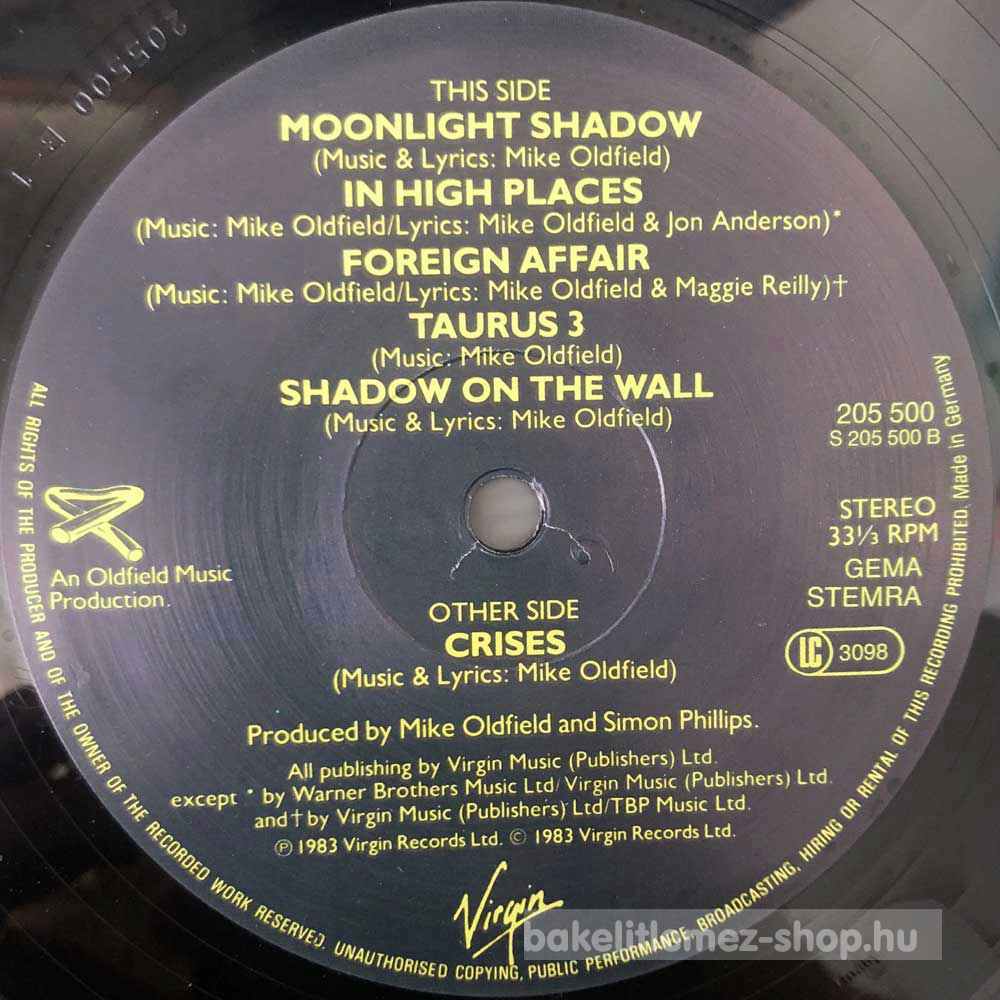 THIS SIDE
MOONLIGHT SHADOW
(Music & Lyrics: Mike Oldfield)
IN HIGH PLACES
(Music: Mike Oldfield/Lyrics: Mike Oldfield & Jon Anderson)*
FOREIGN AFFAIR
(Music: Mike Oldfield/Lyrics: Mike Oldfield & Maggie Reilly)†
TAURUS 3
(Music: Mike Oldfield)
SHADOW ON THE WALL
(Music & Lyrics: Mike Oldfield)
205 500
S 205 500 B
STEREO
33⅓ RPM
GEMA
STEMRA
LC 3098
An Oldfield Music
Production.
OTHER SIDE
CRISES
(Music & Lyrics: Mike Oldfield)
Produced by Mike Oldfield and Simon Phillips.
All publishing by Virgin Music (Publishers) Ltd.
except * by Warner Brothers Music Ltd/Virgin Music (Publishers) Ltd.
and † by Virgin Music (Publishers) Ltd/TBP Music Ltd.
℗ 1983 Virgin Records Ltd. © 1983 Virgin Records Ltd.
Virgin
ALL RIGHTS OF THE PRODUCER AND OF THE OWNER OF THE RECORDED WORK RESERVED. UNAUTHORISED COPYING, PUBLIC PERFORMANCE, BROADCASTING, HIRING OR RENTAL OF THIS RECORDING PROHIBITED. Made In Germany
205500 B-1
bakelitlemez-shop.hu